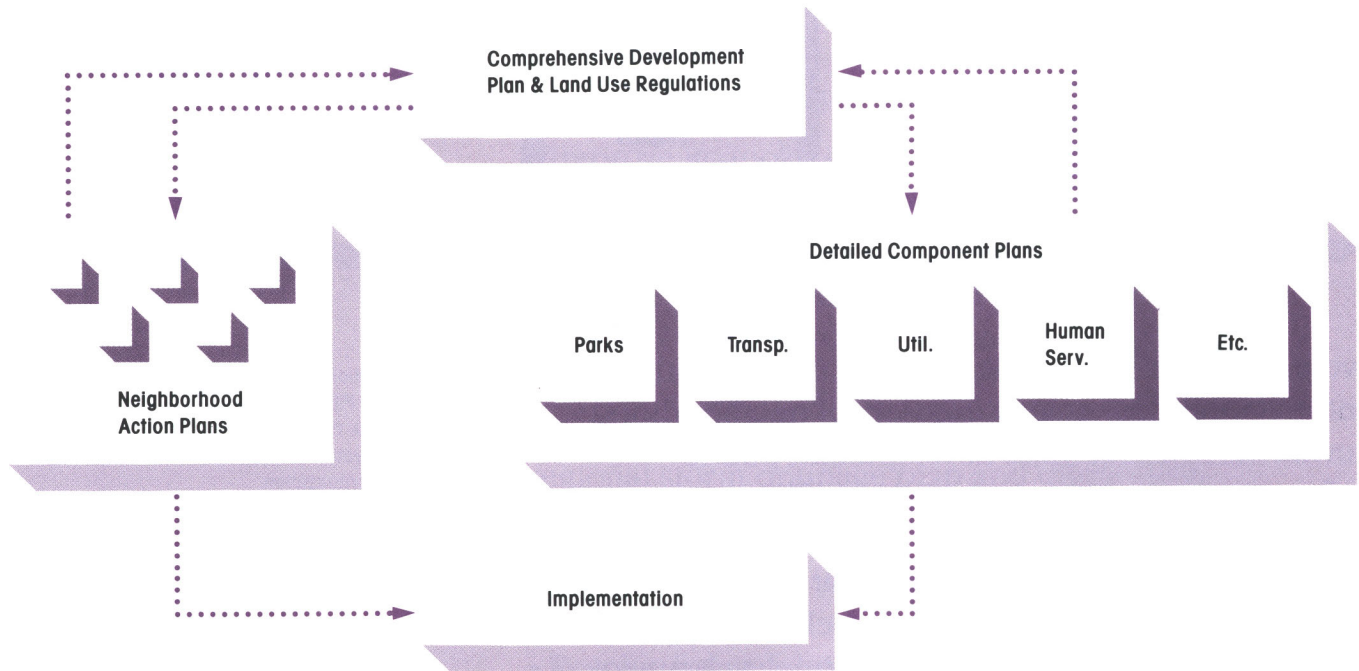 Comprehensive Development
Plan & Land Use Regulations
Detailed Component Plans
Parks
Transp.
Util.
Human
Serv.
Etc.
Neighborhood
Action Plans
Implementation